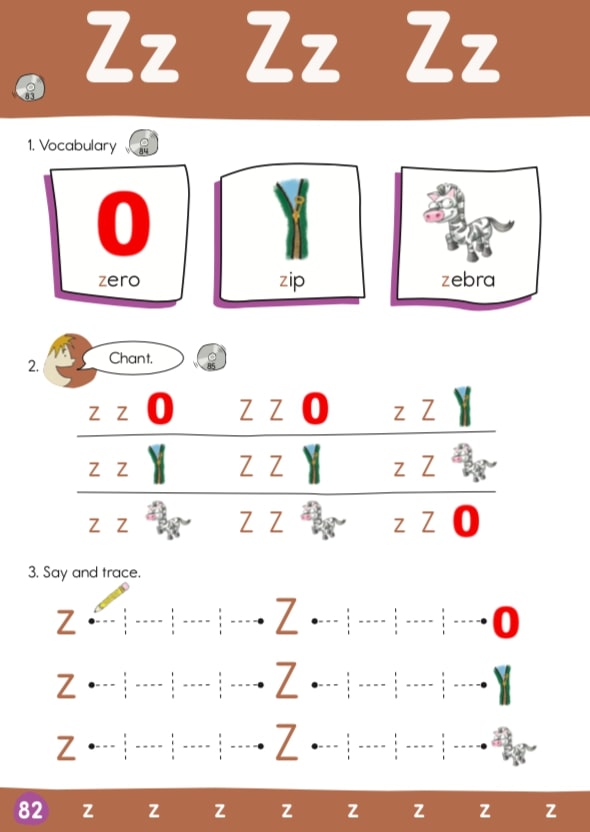 Zz Zz Zz
83
1. Vocabulary 84
0
zero zip zebra
2. Chant. 85
z z 0 Z Z 0 z Z
z z Z Z z Z
z z Z Z z Z 0
3. Say and trace.
z Z 0
z Z
z Z
82 z z z z z z z z